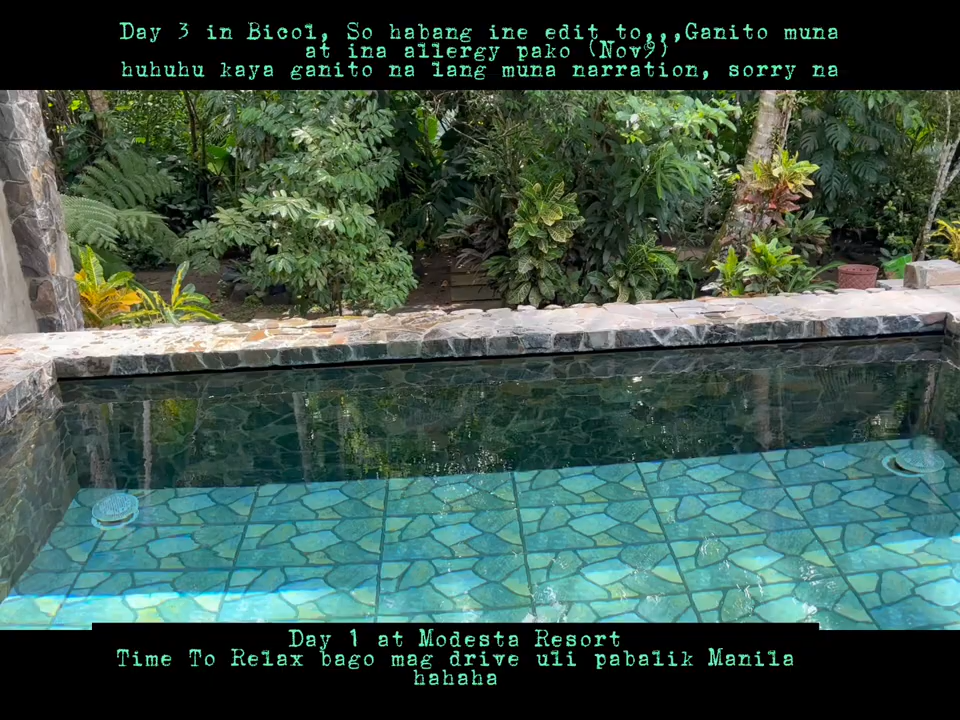 Day 3 in Bicol, So habang ine edit to,,,Ganito muna
at ina allergy pako (Nov9)
huhuhu kaya ganito na lang muna narration, sorry na
Day 1 at Modesta Resort
Time To Relax bago mag drive uli pabalik Manila
hahaha